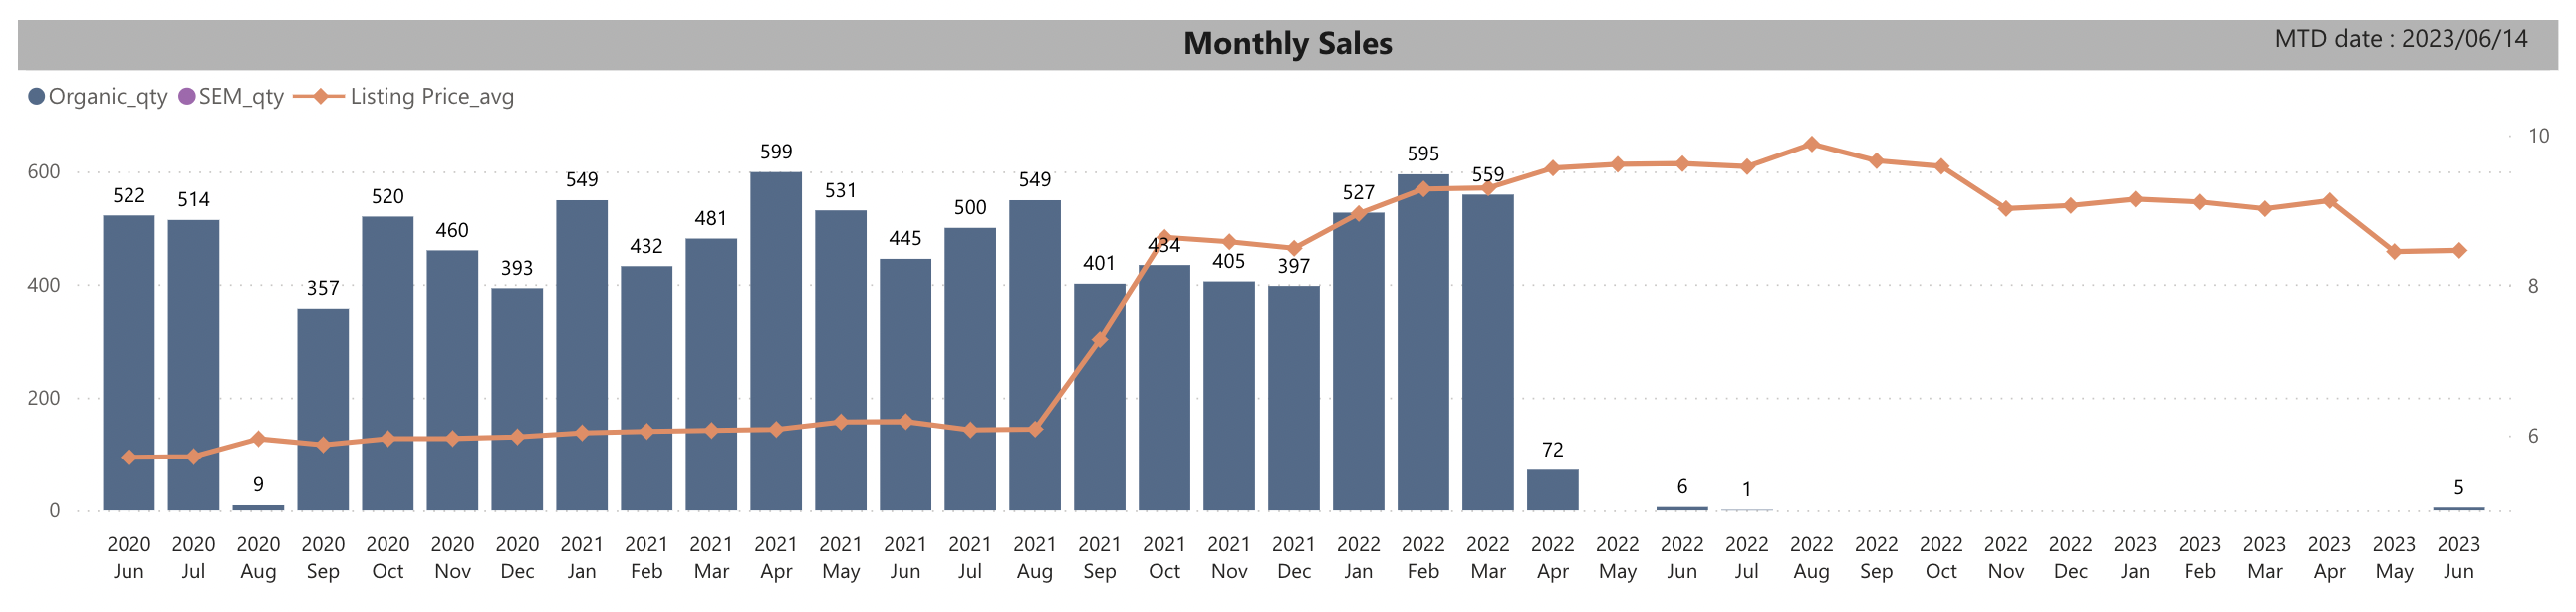 Monthly Sales
MTD date : 2023/06/14
Organic_qty SEM_qty Listing Price_avg
10
600
8
400
6
200
0
522 514 9 357 520 460 393 549 432 481 599 531 445 500 549 401 434 405 397 527 595 559 72 6 1 5
2020 2020 2020 2020 2020 2020 2020 2021 2021 2021 2021 2021 2021 2021 2021 2021 2021 2021 2021 2022 2022 2022 2022 2022 2022 2022 2022 2022 2022 2022 2022 2023 2023 2023 2023 2023 2023
Jun Jul Aug Sep Oct Nov Dec Jan Feb Mar Apr May Jun Jul Aug Sep Oct Nov Dec Jan Feb Mar Apr May Jun Jul Aug Sep Oct Nov Dec Jan Feb Mar Apr May Jun